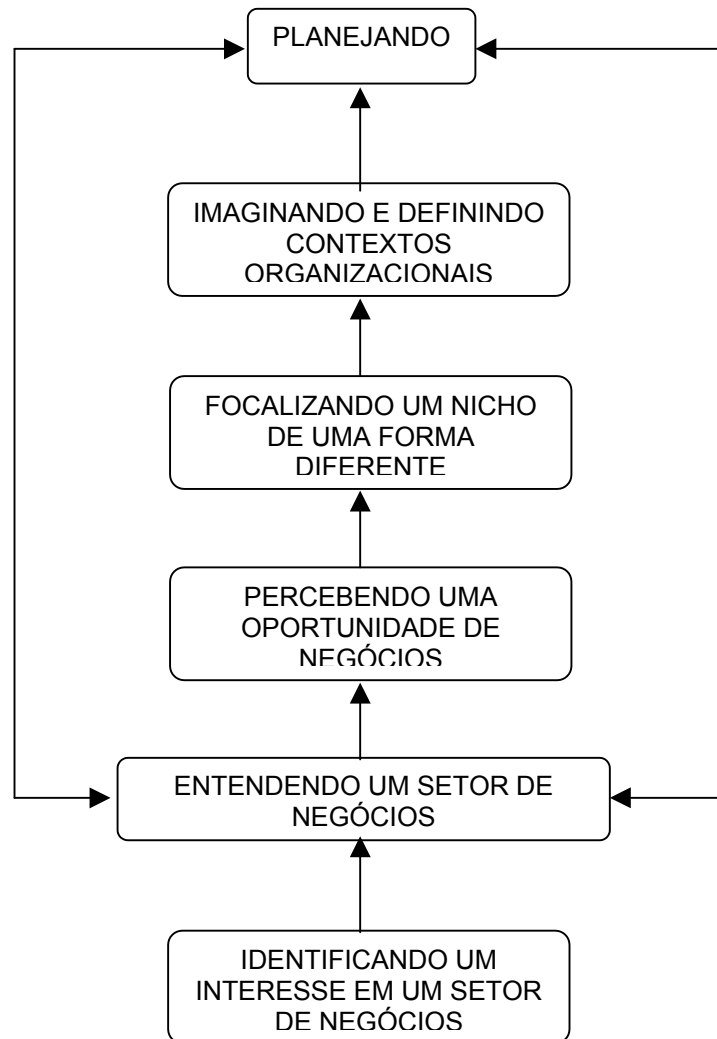 PLANEJANDO
IMAGINANDO E DEFININDO
CONTEXTOS
ORGANIZACIONAIS
FOCALIZANDO UM NICHO
DE UMA FORMA
DIFERENTE
PERCEBENDO UMA
OPORTUNIDADE DE
NEGÓCIOS
ENTENDENDO UM SETOR DE
NEGÓCIOS
IDENTIFICANDO UM
INTERESSE EM UM SETOR
DE NEGÓCIOS